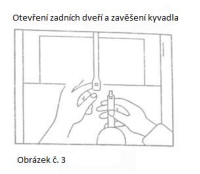 Otevření zadních dveří a zavěšení kyvadla
Obrázek č. 3